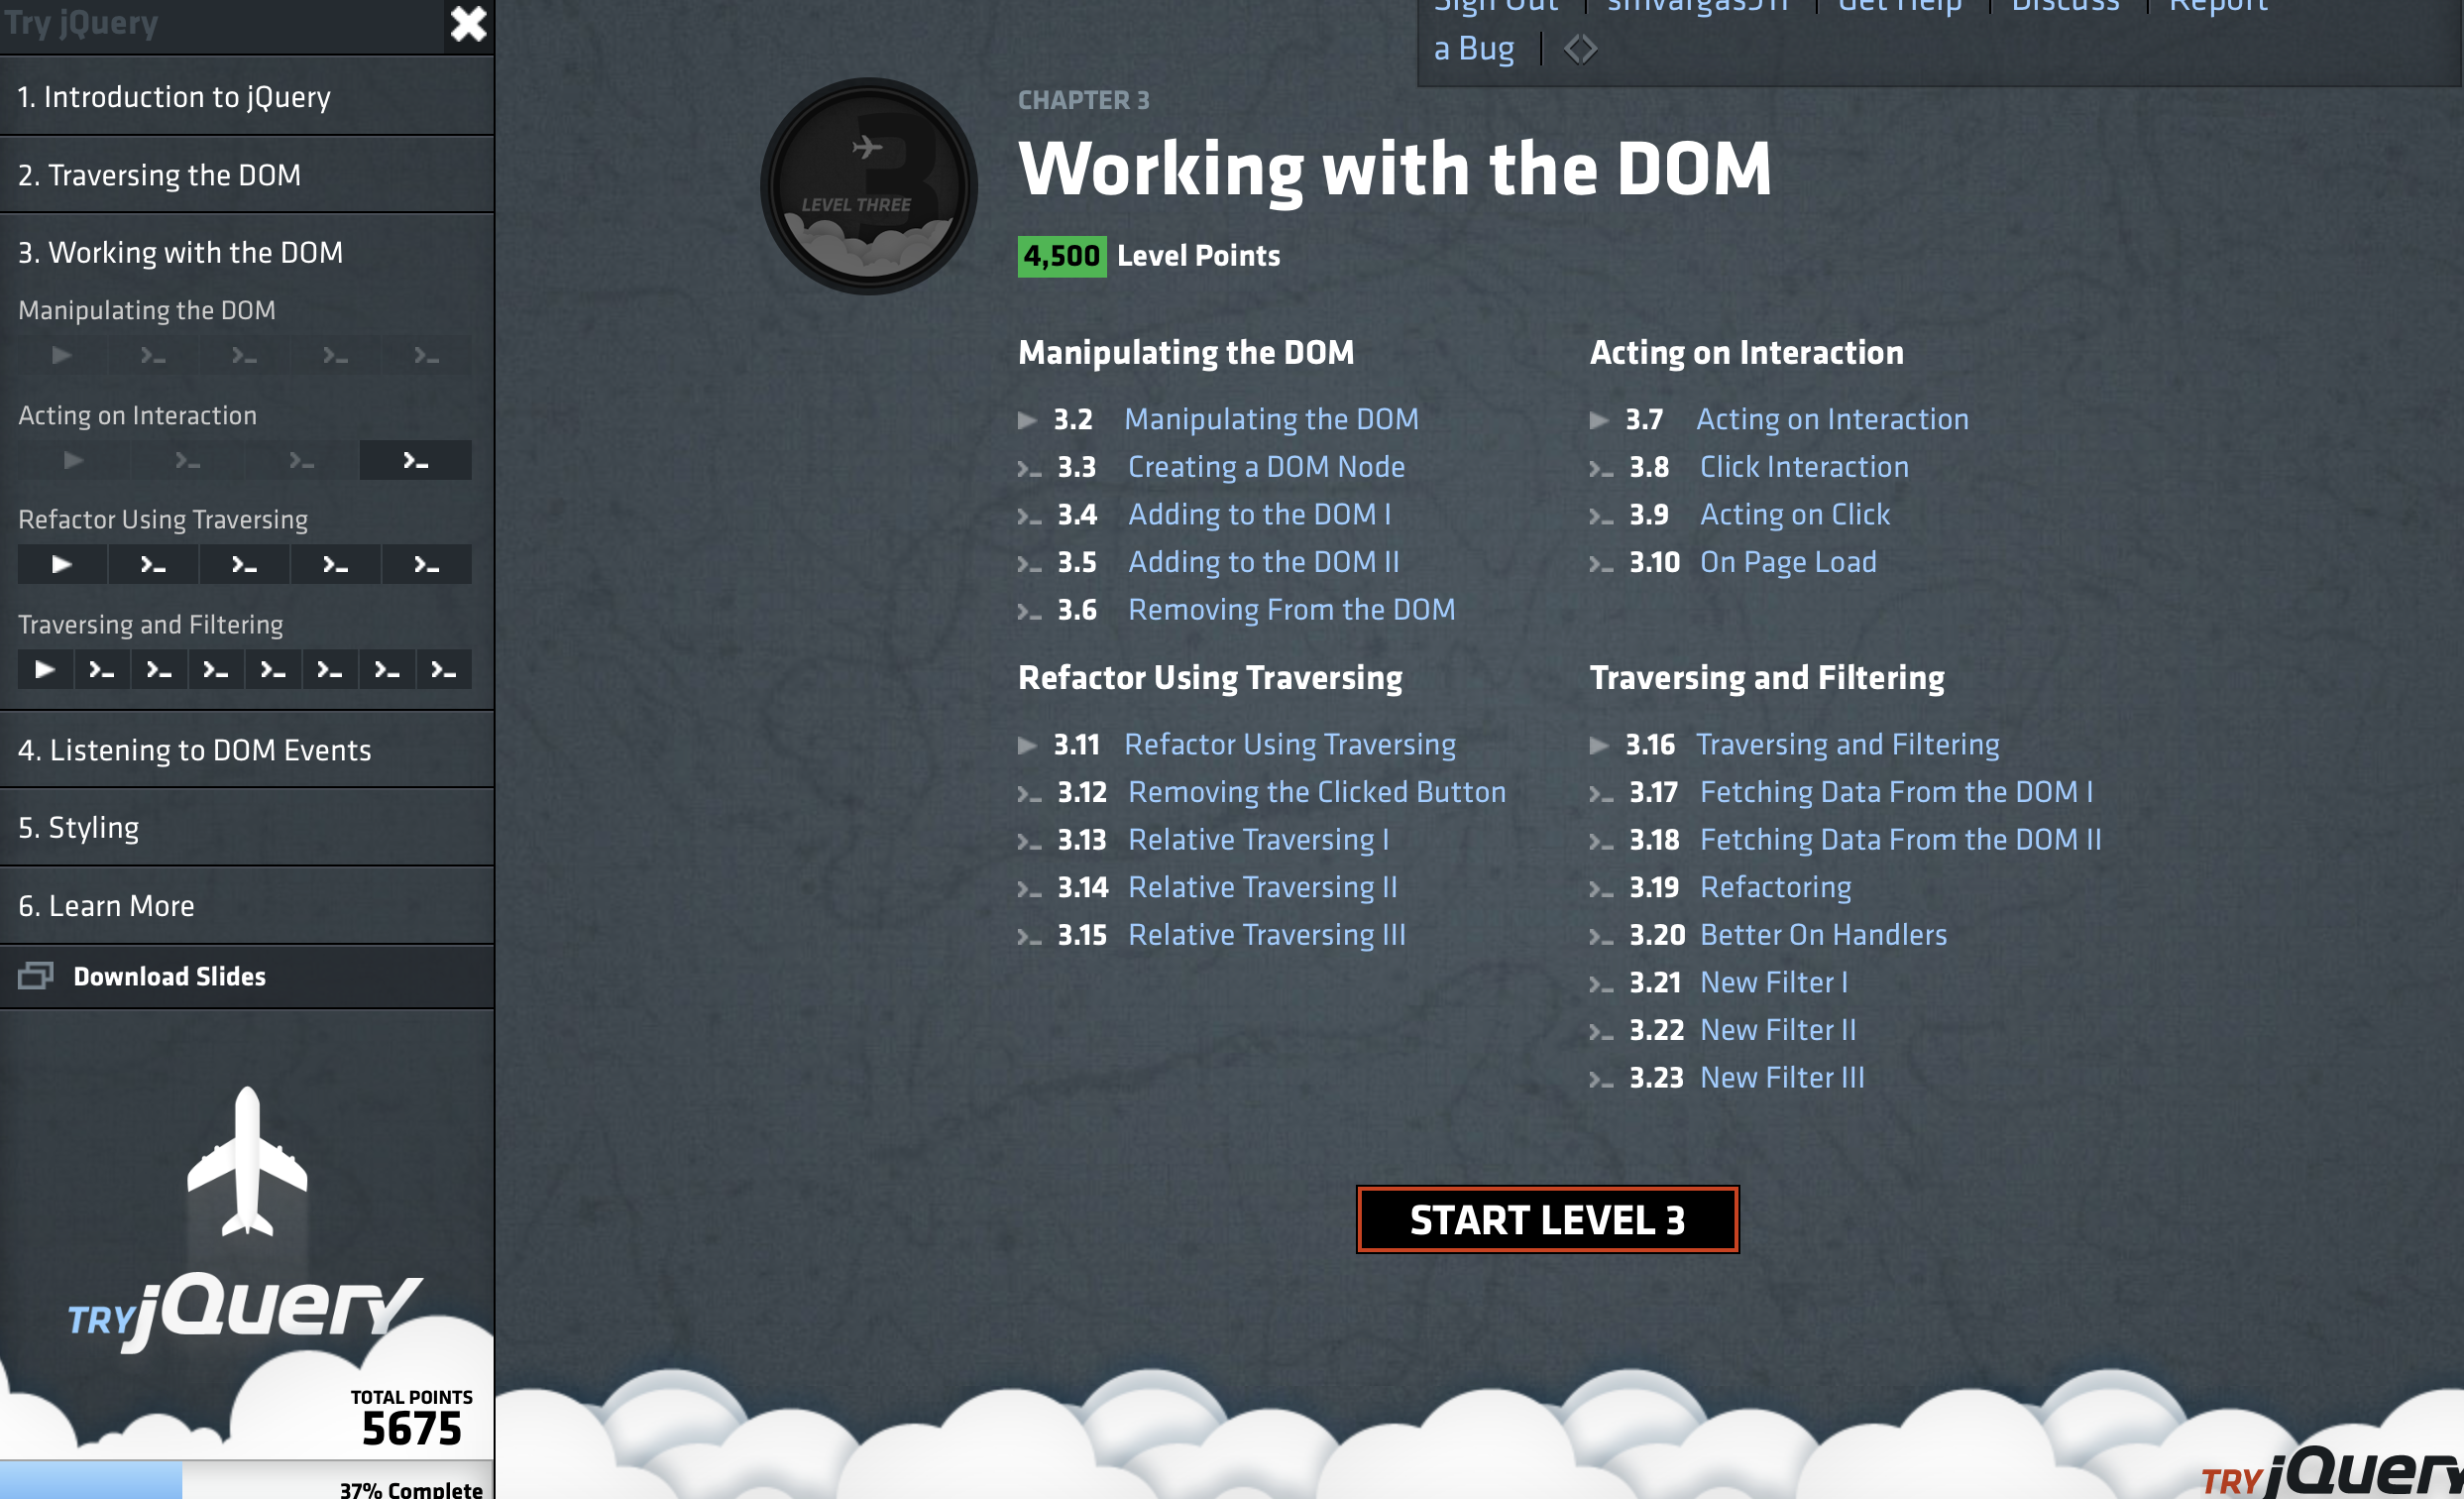 Try jQuery
1. Introduction to jQuery
2. Traversing the DOM
3. Working with the DOM
Manipulating the DOM
Acting on Interaction
Refactor Using Traversing
Traversing and Filtering
4. Listening to DOM Events
5. Styling
6. Learn More
Download Slides
TRY jQuery
TOTAL POINTS
5675
37% Complete
Sign Out | | Get Help | Discuss | Report
a Bug |
CHAPTER 3
Working with the DOM
3
LEVEL THREE
4,500 Level Points
Manipulating the DOM
3.2 Manipulating the DOM
3.3 Creating a DOM Node
3.4 Adding to the DOM I
3.5 Adding to the DOM II
3.6 Removing From the DOM
Acting on Interaction
3.7 Acting on Interaction
3.8 Click Interaction
3.9 Acting on Click
3.10 On Page Load
Refactor Using Traversing
3.11 Refactor Using Traversing
3.12 Removing the Clicked Button
3.13 Relative Traversing I
3.14 Relative Traversing II
3.15 Relative Traversing III
Traversing and Filtering
3.16 Traversing and Filtering
3.17 Fetching Data From the DOM I
3.18 Fetching Data From the DOM II
3.19 Refactoring
3.20 Better On Handlers
3.21 New Filter I
3.22 New Filter II
3.23 New Filter III
START LEVEL 3
TRY jQuery